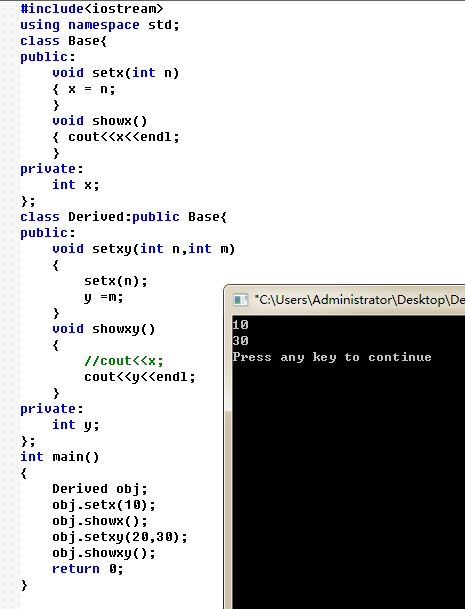 #include<iostream>
using namespace std;
class Base{
public:
    void setx(int n)
    { x = n;
    }
    void showx()
    { cout<<x<<endl;
    }
private:
    int x;
};
class Derived:public Base{
public:
    void setxy(int n,int m)
    {
        setx(n);
        y =m;
    }
    void showxy()
    {
        //cout<<x;
        cout<<y<<endl;
    }
private:
    int y;
};
int main()
{
    Derived obj;
    obj.setx(10);
    obj.showx();
    obj.setxy(20,30);
    obj.showxy();
    return 0;
}
"C:\Users\Administrator\Desktop\De
10
30
Press any key to continue